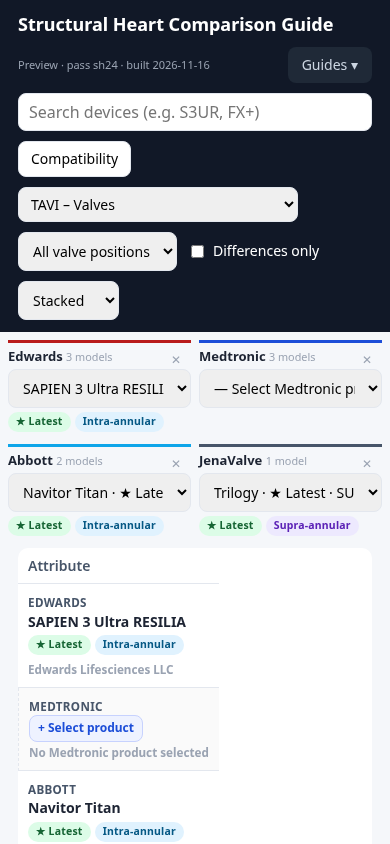 Structural Heart Comparison Guide
Preview · pass sh24 · built 2026-11-16
Guides ▾
Search devices (e.g. S3UR, FX+)
Compatibility
TAVI – Valves
All valve positions
Differences only
Stacked
Edwards 3 models ×
Medtronic 3 models ×
SAPIEN 3 Ultra RESILI
— Select Medtronic pr
★ Latest Intra-annular
Abbott 2 models ×
JenaValve 1 model ×
Navitor Titan · ★ Late
Trilogy · ★ Latest · SU
★ Latest Intra-annular
★ Latest Supra-annular
Attribute
EDWARDS
SAPIEN 3 Ultra RESILIA
★ Latest Intra-annular
Edwards Lifesciences LLC
MEDTRONIC
+ Select product
No Medtronic product selected
ABBOTT
Navitor Titan
★ Latest Intra-annular